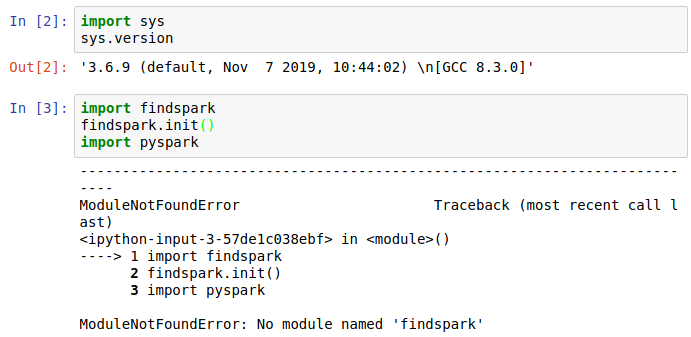 In [2]: import sys
sys.version
Out[2]: '3.6.9 (default, Nov  7 2019, 10:44:02) \n[GCC 8.3.0]'
In [3]: import findspark
findspark.init()
import pyspark
-----------------------------------------------------------------------
----
ModuleNotFoundError                       Traceback (most recent call l
ast)
<ipython-input-3-57de1c038ebf> in <module>()
----> 1 import findspark
      2 findspark.init()
      3 import pyspark
ModuleNotFoundError: No module named 'findspark'